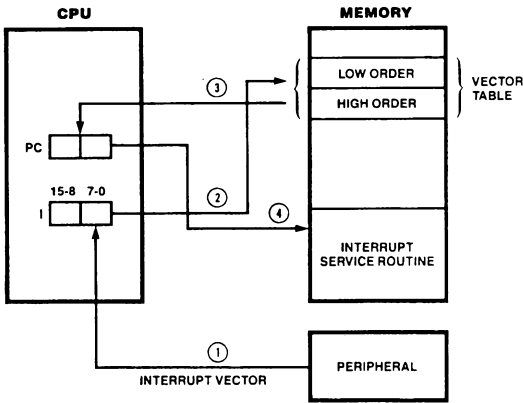 CPU
MEMORY
LOW ORDER
HIGH ORDER
VECTOR
TABLE
3
PC
15-8 7-0
I
2
4
INTERRUPT
SERVICE ROUTINE
1
INTERRUPT VECTOR
PERIPHERAL